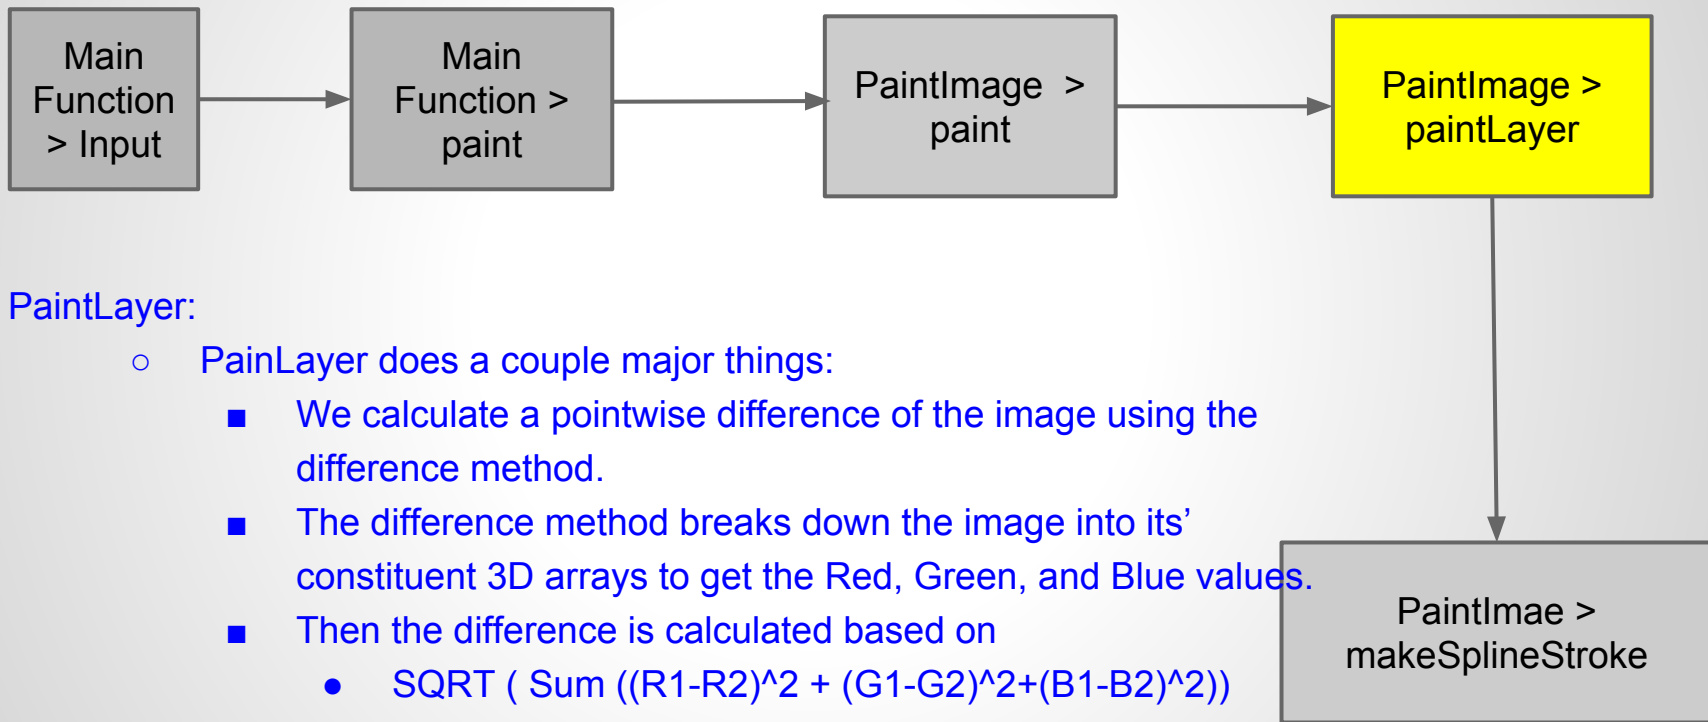 Main
Function
> Input
Main
Function >
paint
PaintImage >
paint
PaintImage >
paintLayer
PaintLayer:
○ PainLayer does a couple major things:
■ We calculate a pointwise difference of the image using the
difference method.
■ The difference method breaks down the image into its’
constituent 3D arrays to get the Red, Green, and Blue values.
■ Then the difference is calculated based on
● SQRT ( Sum ((R1-R2)^2 + (G1-G2)^2+(B1-B2)^2))
PaintImae >
makeSplineStroke